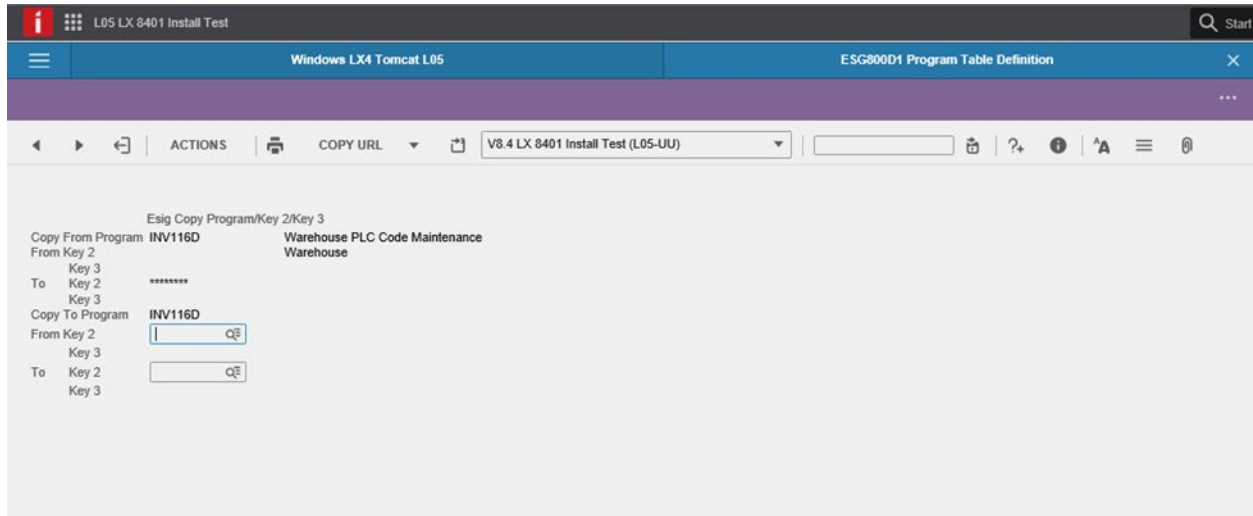 i L05 LX 8401 Install Test Start
Windows LX4 Tomcat L05 ESG800D1 Program Table Definition
ACTIONS COPY URL V8.4 LX 8401 Install Test (L05-UU) ?+ A
Esig Copy Program/Key 2/Key 3
Copy From Program INV116D Warehouse PLC Code Maintenance
From Key 2 Warehouse
Key 3
To Key 2 ********
Key 3
Copy To Program INV116D
From Key 2
Key 3
To Key 2
Key 3